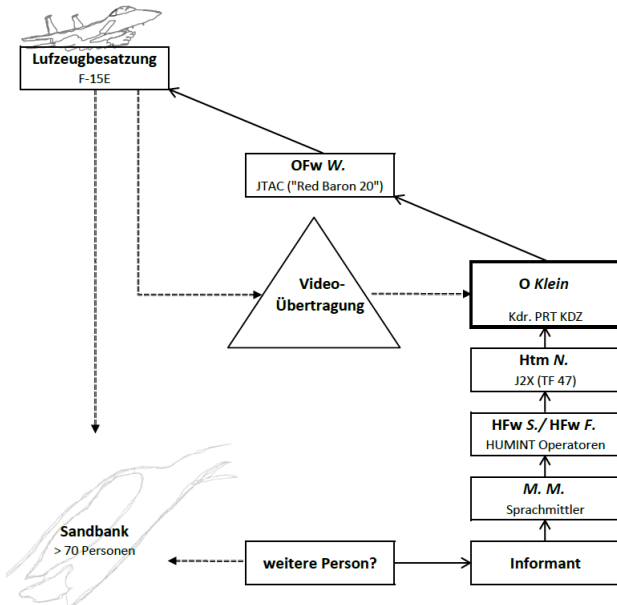 Lufzeugbesatzung
F-15E
OFw W.
JTAC ("Red Baron 20")
Video-
Übertragung
O Klein
Kdr. PRT KDZ
Htm N.
J2X (TF 47)
HFw S./ HFw F.
HUMINT Operatoren
M. M.
Sprachmittler
Sandbank
> 70 Personen
weitere Person?
Informant